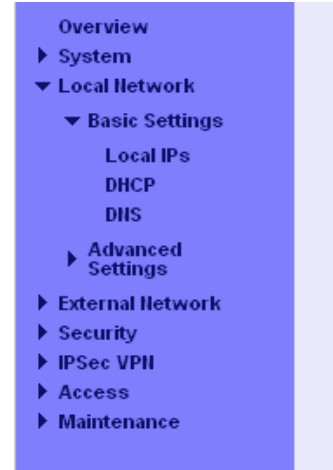 Overview
System
Local Network
Basic Settings
Local IPs
DHCP
DNS
Advanced
Settings
External Network
Security
IPSec VPN
Access
Maintenance